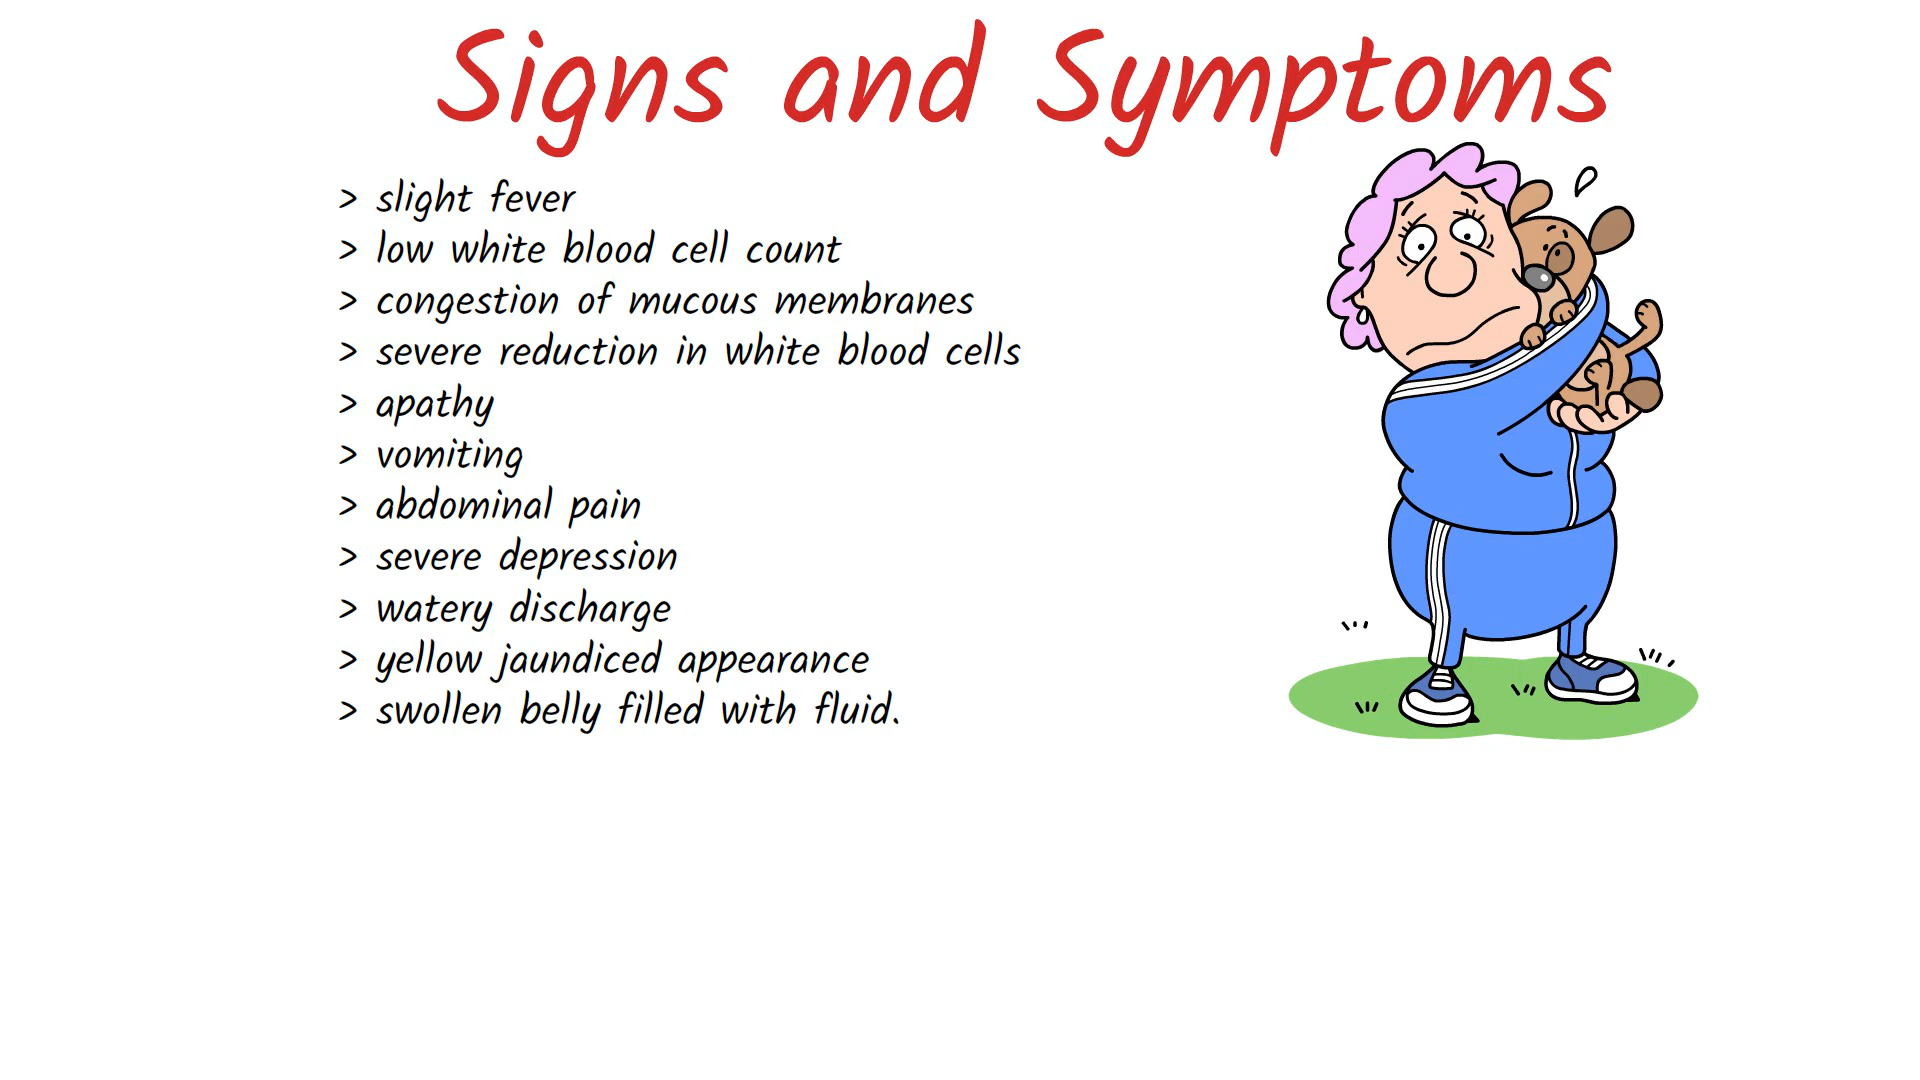 Signs and Symptoms
> slight fever
> low white blood cell count
> congestion of mucous membranes
> severe reduction in white blood cells
> apathy
> vomiting
> abdominal pain
> severe depression
> watery discharge
> yellow jaundiced appearance
> swollen belly filled with fluid.